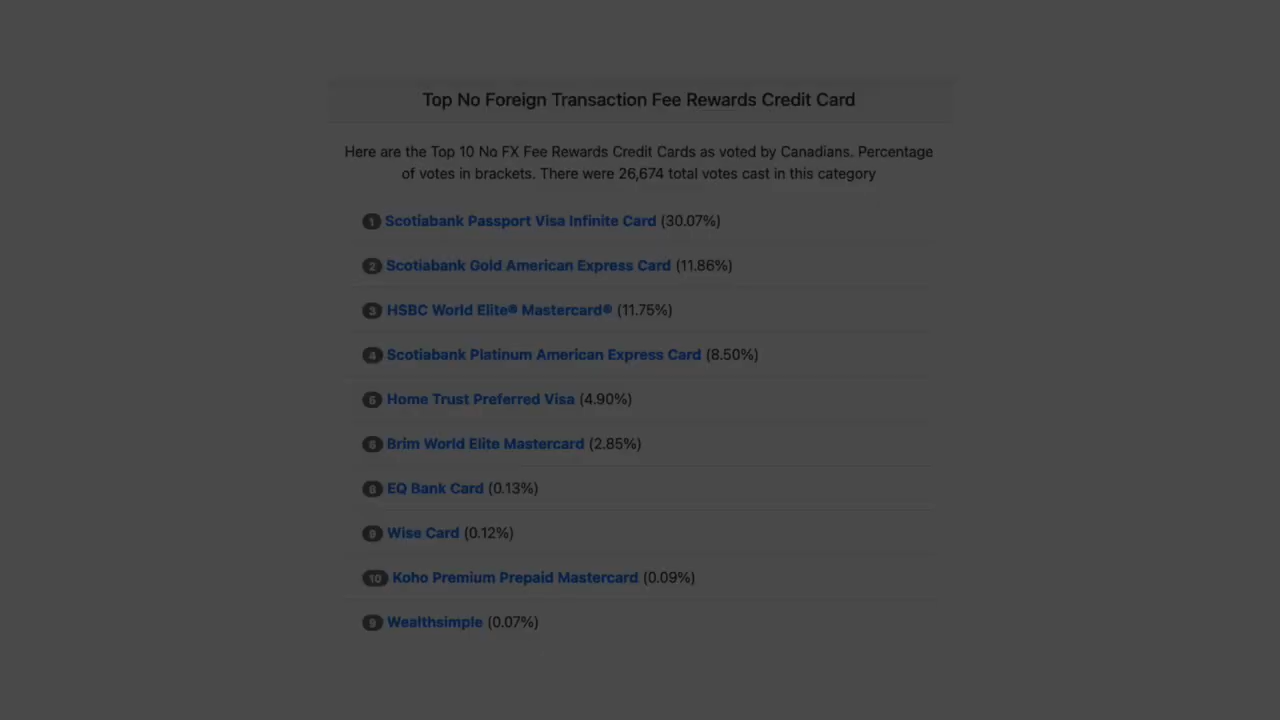 Top No Foreign Transaction Fee Rewards Credit Card
Here are the Top 10 No FX Fee Rewards Credit Cards as voted by Canadians. Percentage
of votes in brackets. There were 26,674 total votes cast in this category
1 Scotiabank Passport Visa Infinite Card (30.07%)
2 Scotiabank Gold American Express Card (11.86%)
3 HSBC World Elite® Mastercard® (11.75%)
4 Scotiabank Platinum American Express Card (8.50%)
5 Home Trust Preferred Visa (4.90%)
6 Brim World Elite Mastercard (2.85%)
8 EQ Bank Card (0.13%)
9 Wise Card (0.12%)
10 Koho Premium Prepaid Mastercard (0.09%)
9 Wealthsimple (0.07%)